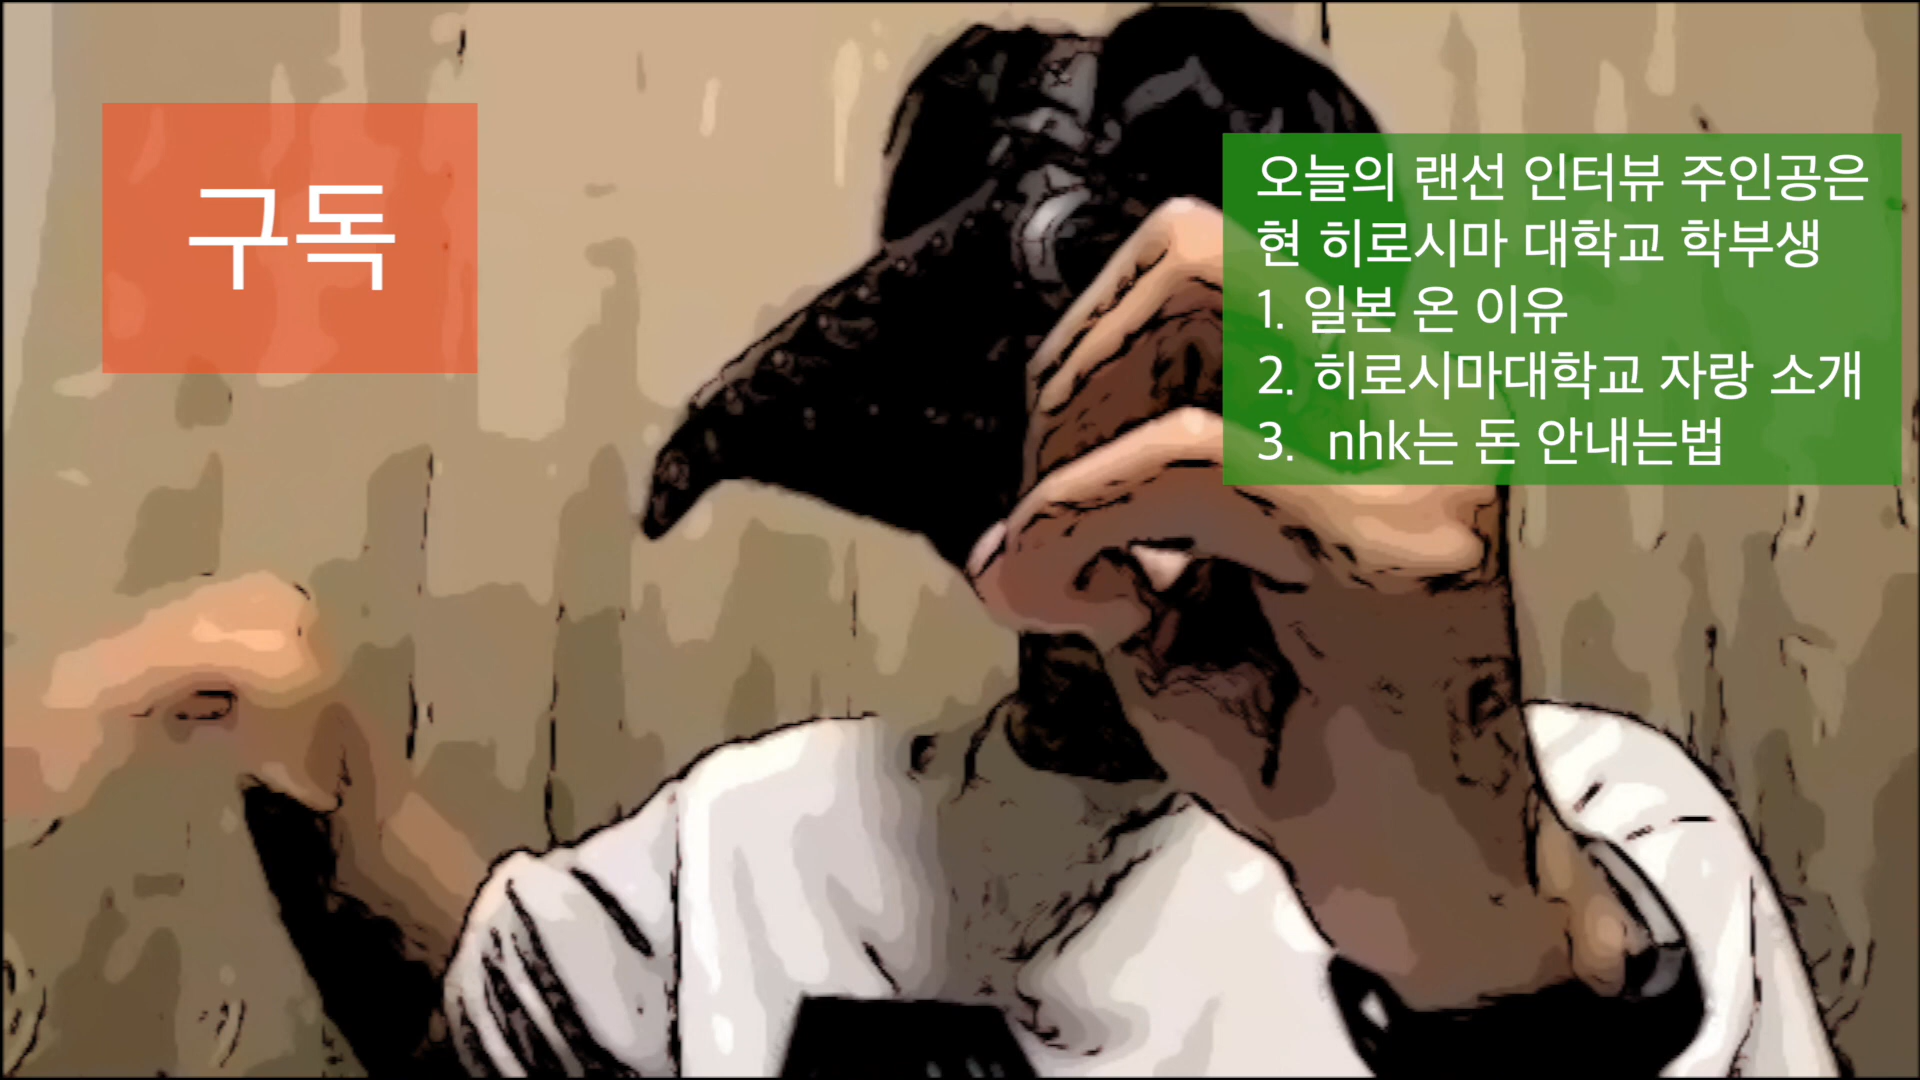 구독
오늘의 랜선 인터뷰 주인공은
현 히로시마 대학교 학부생
1. 일본 온 이유
2. 히로시마대학교 자랑 소개
3. nhk는 돈 안내는법